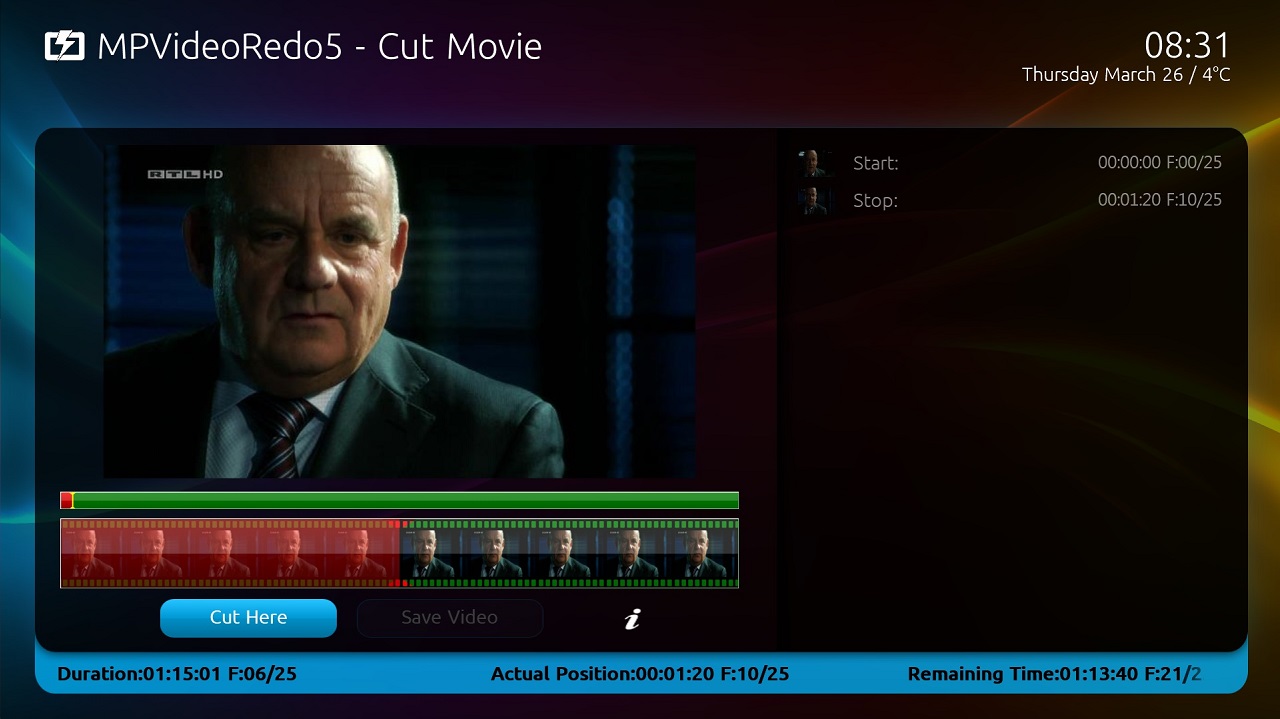 MPVideoRedo5 - Cut Movie
08:31
Thursday March 26 / 4°C
RTL HD
Start: 00:00:00 F:00/25
Stop: 00:01:20 F:10/25
Cut Here
Save Video
i
Duration:01:15:01 F:06/25
Actual Position:00:01:20 F:10/25
Remaining Time:01:13:40 F:21/2